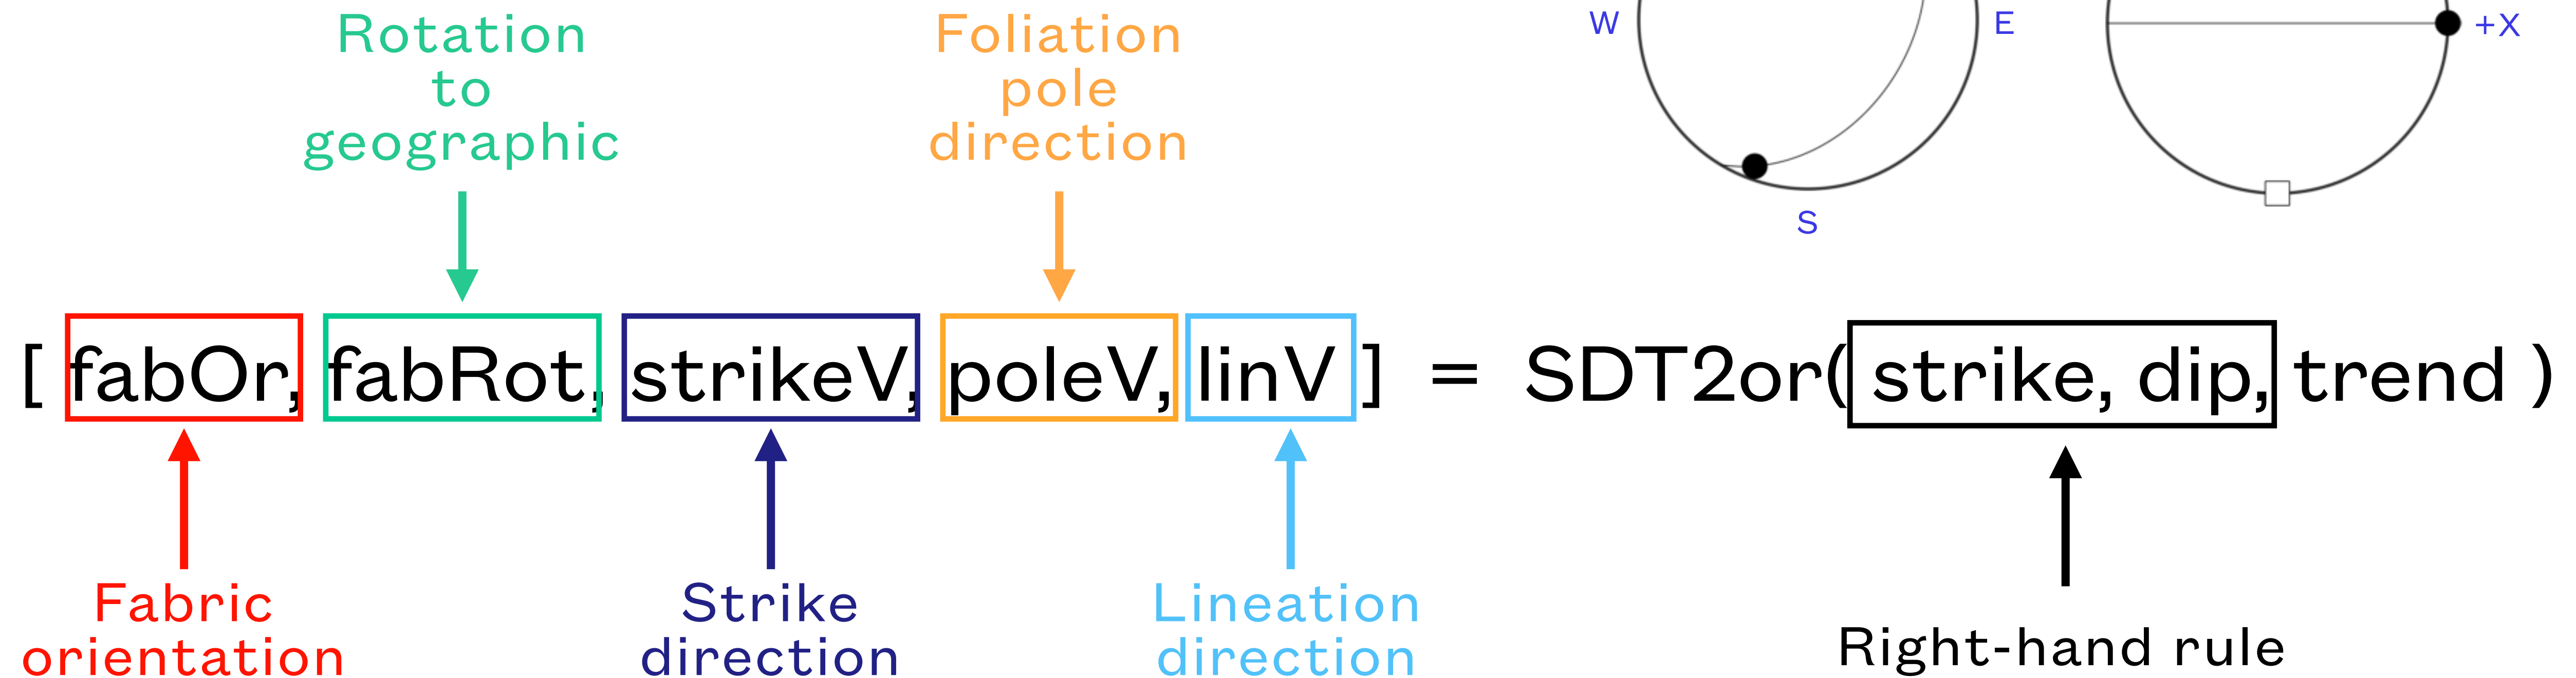 Rotation
to
geographic
Foliation
pole
direction
W
E
S
+X
[ fabOr, fabRot, strikeV, poleV, linV ] = SDT2or( strike, dip, trend )
Fabric
orientation
Strike
direction
Lineation
direction
Right-hand rule